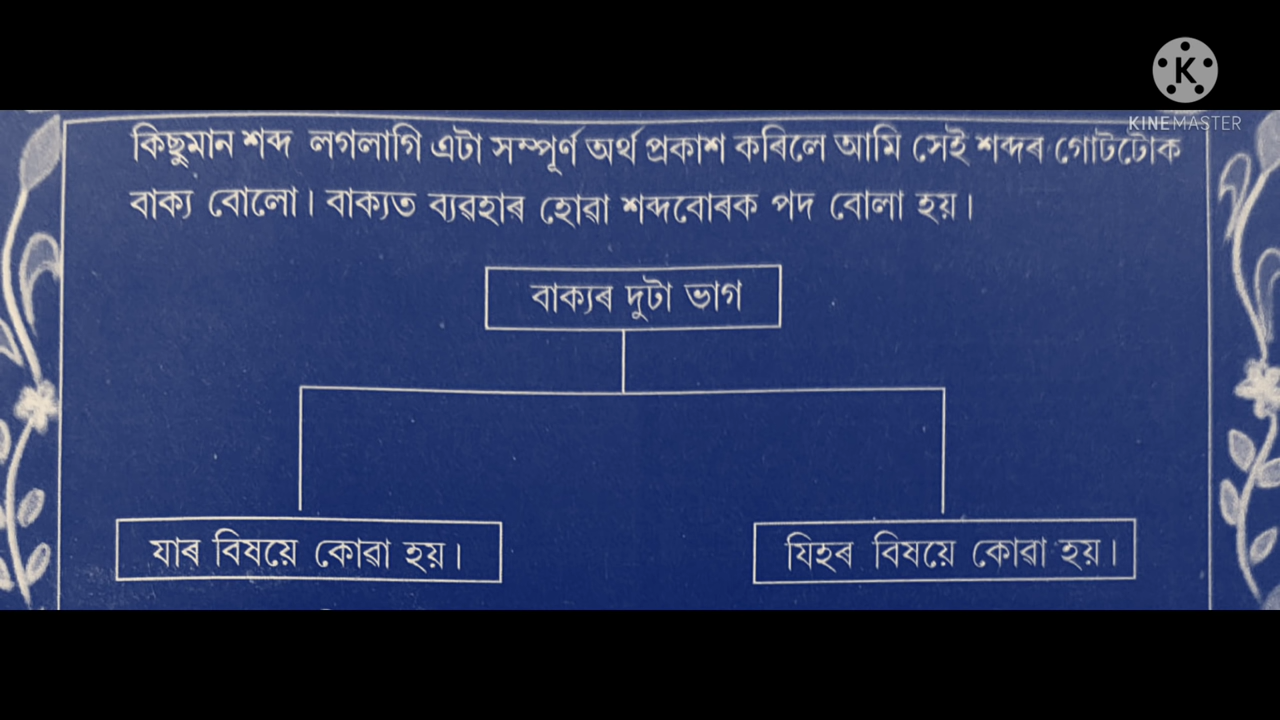 KINEMASTER
কিছুমান শব্দ লগলাগি এটা সম্পূৰ্ণ অৰ্থ প্ৰকাশ কৰিলে আমি সেই শব্দৰ গোটটোক
বাক্য বোলো। বাক্যত ব্যৱহাৰ হোৱা শব্দবোৰক পদ বোলা হয়।
বাক্যৰ দুটা ভাগ
যাৰ বিষয়ে কোৱা হয়।
যিহৰ বিষয়ে কোৱা হয়।